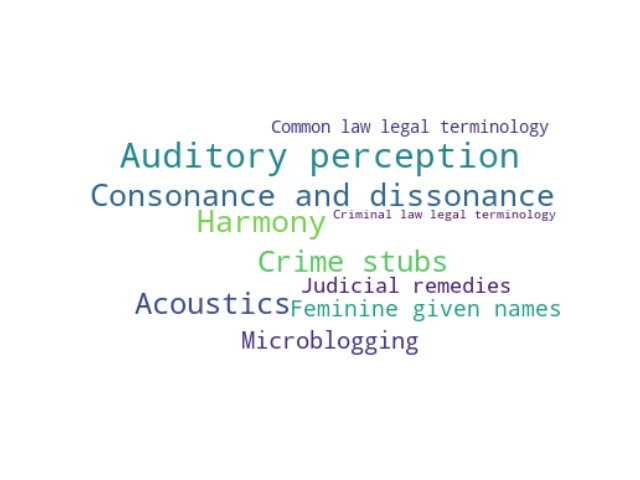 Common law legal terminology
Auditory perception
Consonance and dissonance
Harmony
Criminal law legal terminology
Crime stubs
Judicial remedies
Acoustics
Feminine given names
Microblogging